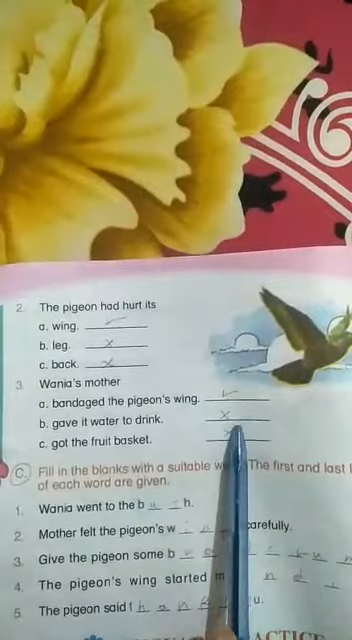 2. The pigeon had hurt its
a. wing. ✓
b. leg. x
c. back. x
3. Wania's mother
a. bandaged the pigeon's wing. ✓
b. gave it water to drink. x
c. got the fruit basket.
C. Fill in the blanks with a suitable The first and last
of each word are given.
1. Wania went to the b u s h.
2. Mother felt the pigeon's w i n carefully.
3. Give the pigeon some b
4. The pigeon's wing started m
5. The pigeon said t h a n k u.